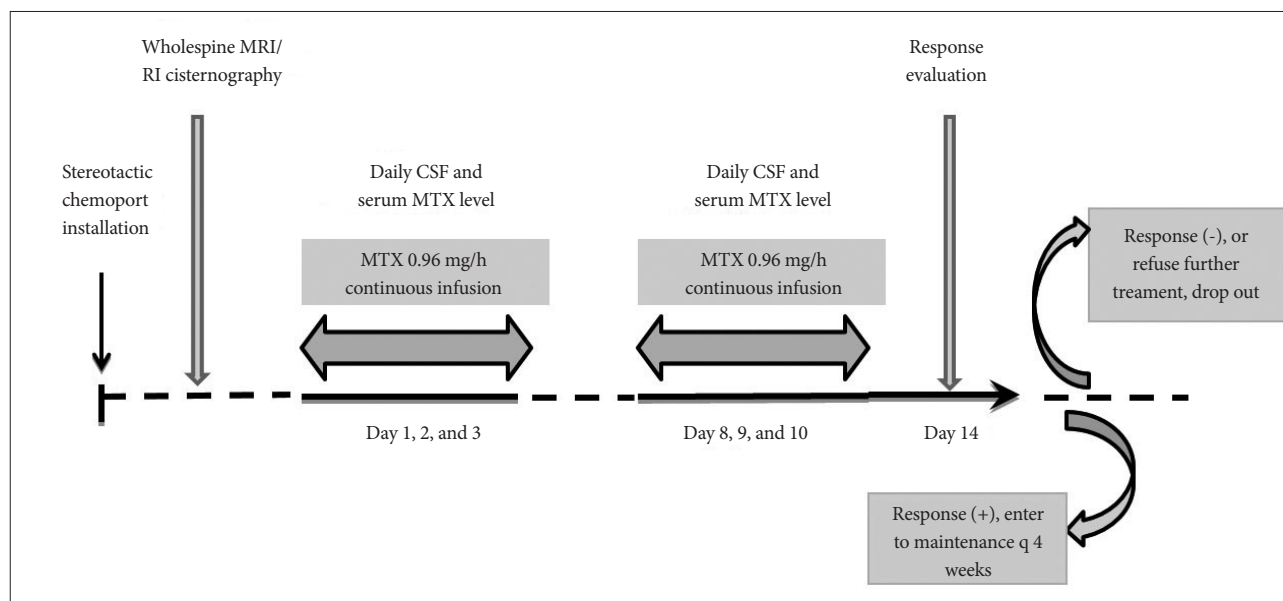 Wholespine MRI/
RI cisternography
Response
evaluation
Stereotactic
chemoport
installation
Daily CSF and
serum MTX level
Daily CSF and
serum MTX level
MTX 0.96 mg/h
continuous infusion
MTX 0.96 mg/h
continuous infusion
Response (-), or
refuse further
treament, drop out
Day 1, 2, and 3
Day 8, 9, and 10
Day 14
Response (+), enter
to maintenance q 4
weeks